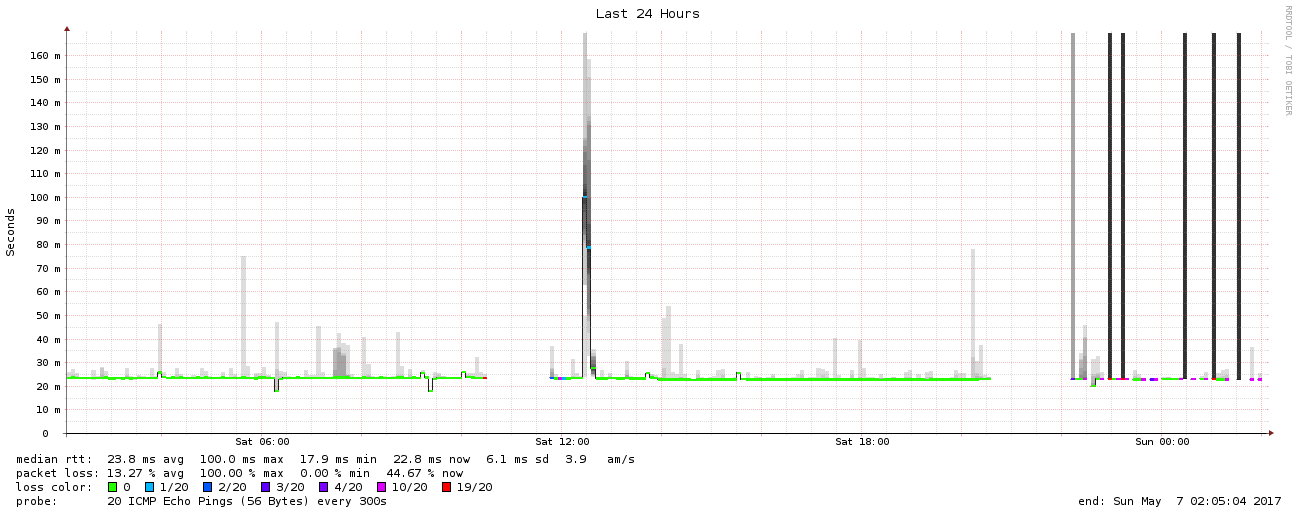 Last 24 Hours
RRDTOOL / TOBI OETIKER
Seconds
160 m
150 m
140 m
130 m
120 m
110 m
100 m
90 m
80 m
70 m
60 m
50 m
40 m
30 m
20 m
10 m
0
Sat 06:00 Sat 12:00 Sat 18:00 Sun 00:00
median rtt: 23.8 ms avg 100.0 ms max 17.9 ms min 22.8 ms now 6.1 ms sd 3.9 am/s
packet loss: 13.27 % avg 100.00 % max 0.00 % min 44.67 % now
loss color: 0 1/20 2/20 3/20 4/20 10/20 19/20
probe: 20 ICMP Echo Pings (56 Bytes) every 300s end: Sun May 7 02:05:04 2017